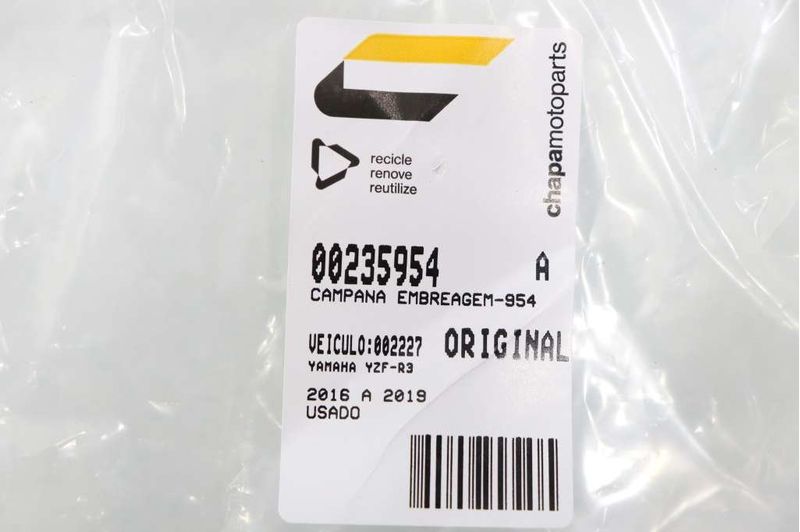 chapamotoparts
recicle
renove
reutilize
00235954 A
CAMPANA EMBREAGEM-954
VEICULO:002227 ORIGINAL
YAMAHA YZF-R3
2016 A 2019
USADO